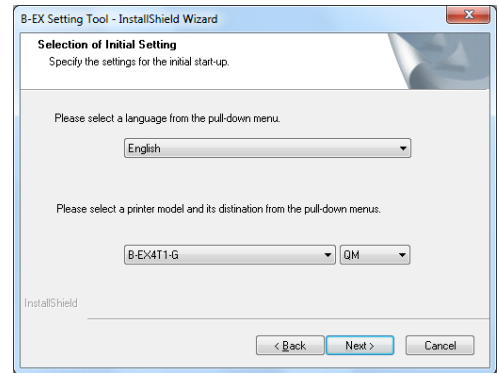 B-EX Setting Tool - InstallShield Wizard
Selection of Initial Setting
Specify the settings for the initial start-up.
Please select a language from the pull-down menu.
English
Please select a printer model and its distination from the pull-down menus.
B-EX4T1-G QM
InstallShield
< Back Next > Cancel